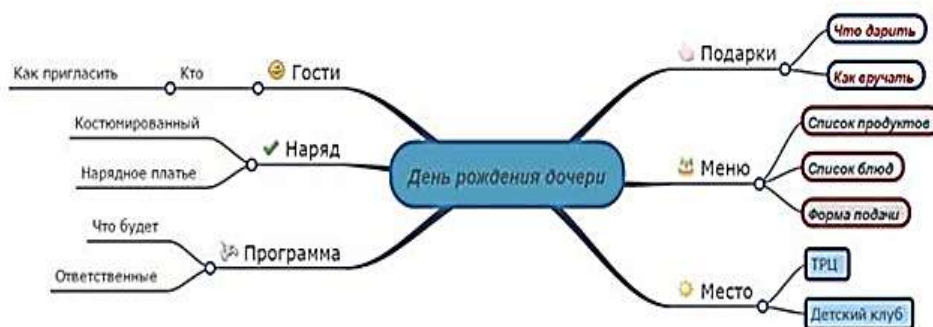 День рождения дочери
Гости
Кто
Как пригласить
Наряд
Костюмированный
Нарядное платье
Программа
Что будет
Ответственные
Подарки
Что дарить
Как вручать
Меню
Список продуктов
Список блюд
Форма подачи
Место
ТРЦ
Детский клуб